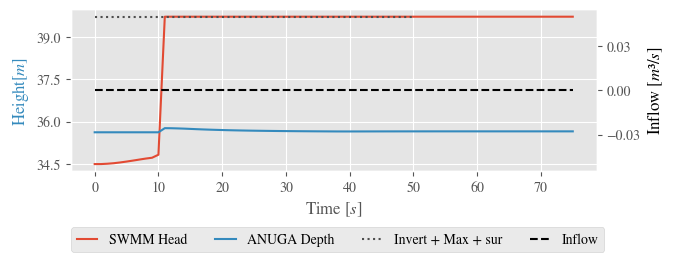 39.0
37.5
36.0
34.5
Height[m]
0.03
0.00
−0.03
Inflow [m³/s]
0 10 20 30 40 50 60 70
Time [s]
SWMM Head ANUGA Depth Invert + Max + sur Inflow